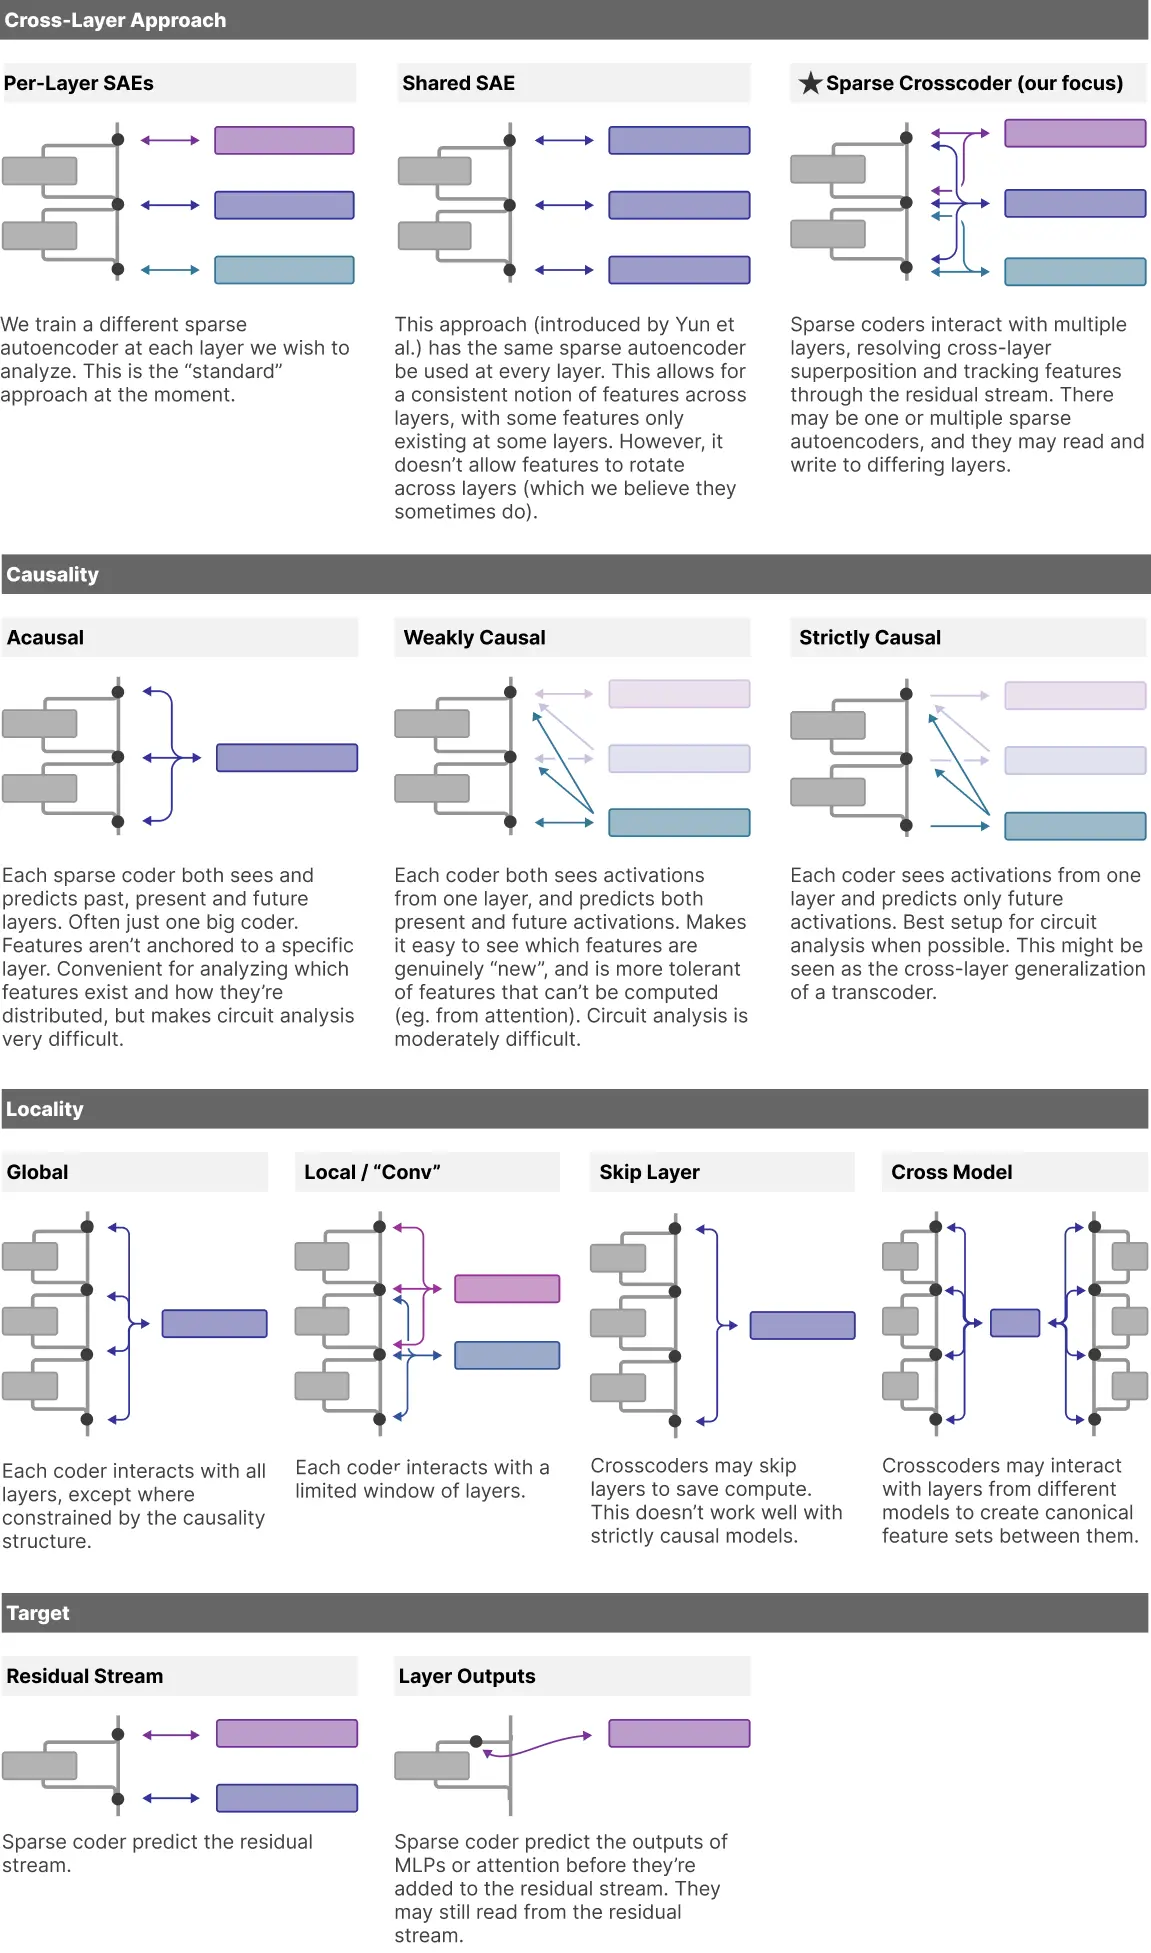 Cross-Layer Approach
Per-Layer SAEs
We train a different sparse
autoencoder at each layer we wish to
analyze. This is the “standard”
approach at the moment.
Shared SAE
This approach (introduced by Yun et
al.) has the same sparse autoencoder
be used at every layer. This allows for
a consistent notion of features across
layers, with some features only
existing at some layers. However, it
doesn’t allow features to rotate
across layers (which we believe they
sometimes do).
★ Sparse Crosscoder (our focus)
Sparse coders interact with multiple
layers, resolving cross-layer
superposition and tracking features
through the residual stream. There
may be one or multiple sparse
autoencoders, and they may read and
write to differing layers.
Causality
Acausal
Each sparse coder both sees and
predicts past, present and future
layers. Often just one big coder.
Features aren’t anchored to a specific
layer. Convenient for analyzing which
features exist and how they’re
distributed, but makes circuit analysis
very difficult.
Weakly Causal
Each coder both sees activations
from one layer, and predicts both
present and future activations. Makes
it easy to see which features are
genuinely “new”, and is more tolerant
of features that can’t be computed
(eg. from attention). Circuit analysis is
moderately difficult.
Strictly Causal
Each coder sees activations from one
layer and predicts only future
activations. Best setup for circuit
analysis when possible. This might be
seen as the cross-layer generalization
of a transcoder.
Locality
Global
Each coder interacts with all
layers, except where
constrained by the causality
structure.
Local / “Conv”
Each coder interacts with a
limited window of layers.
Skip Layer
Crosscoders may skip
layers to save compute.
This doesn’t work well with
strictly causal models.
Cross Model
Crosscoders may interact
with layers from different
models to create canonical
feature sets between them.
Target
Residual Stream
Sparse coder predict the residual
stream.
Layer Outputs
Sparse coder predict the outputs of
MLPs or attention before they’re
added to the residual stream. They
may still read from the residual
stream.